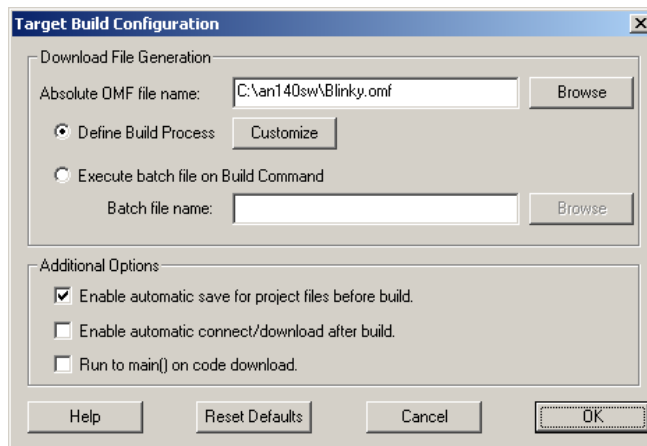 Target Build Configuration
Download File Generation
Absolute OMF file name: C:\an140sw\Blinky.omf Browse
Define Build Process Customize
Execute batch file on Build Command
Batch file name: Browse
Additional Options
Enable automatic save for project files before build.
Enable automatic connect/download after build.
Run to main() on code download.
Help Reset Defaults Cancel OK